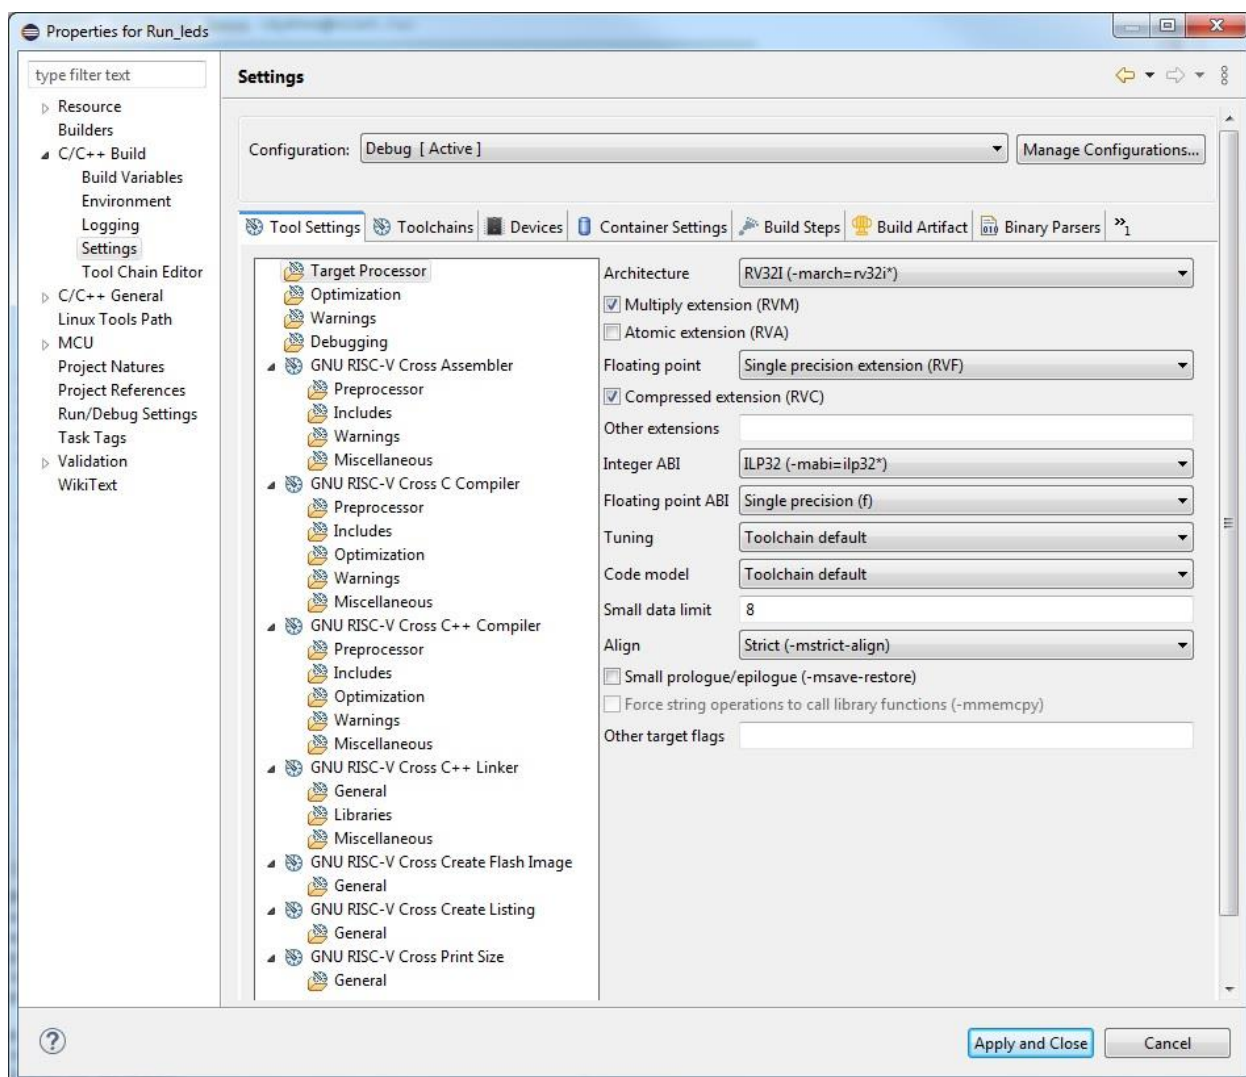 Properties for Run_leds
type filter text
Resource
Builders
C/C++ Build
Build Variables
Environment
Logging
Settings
Tool Chain Editor
C/C++ General
Linux Tools Path
MCU
Project Natures
Project References
Run/Debug Settings
Task Tags
Validation
WikiText
Settings
Configuration: Debug [ Active ] Manage Configurations...
Tool Settings Toolchains Devices Container Settings Build Steps Build Artifact Binary Parsers »1
Target Processor
Optimization
Warnings
Debugging
GNU RISC-V Cross Assembler
Preprocessor
Includes
Warnings
Miscellaneous
GNU RISC-V Cross C Compiler
Preprocessor
Includes
Optimization
Warnings
Miscellaneous
GNU RISC-V Cross C++ Compiler
Preprocessor
Includes
Optimization
Warnings
Miscellaneous
GNU RISC-V Cross C++ Linker
General
Libraries
Miscellaneous
GNU RISC-V Cross Create Flash Image
General
GNU RISC-V Cross Create Listing
General
GNU RISC-V Cross Print Size
General
Architecture RV32I (-march=rv32i*)
Multiply extension (RVM)
Atomic extension (RVA)
Floating point Single precision extension (RVF)
Compressed extension (RVC)
Other extensions
Integer ABI ILP32 (-mabi=ilp32*)
Floating point ABI Single precision (f)
Tuning Toolchain default
Code model Toolchain default
Small data limit 8
Align Strict (-mstrict-align)
Small prologue/epilogue (-msave-restore)
Force string operations to call library functions (-mmemcpy)
Other target flags
Apply and Close Cancel